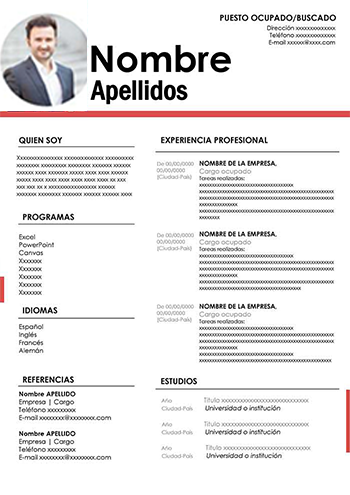 PUESTO OCUPADO/BUSCADO
Dirección xxxxxxxxxxxxxx
Teléfono xxxxxxxxxxxxxx
E-mail xxxxxx@xxxx.com
Nombre
Apellidos
QUIEN SOY
PROGRAMAS
Excel
PowerPoint
Canvas
Xxxxxxx
Xxxxxxx
Xxxxxxx
Xxxxxxx
IDIOMAS
Español
Inglés
Francés
Alemán
REFERENCIAS
Nombre APELLIDO
Empresa | Cargo
Teléfono xxxxxxxxx
E-mail xxxxxxxx@xxxxxxxx.com
Nombre APELLIDO
Empresa | Cargo
Teléfono xxxxxxxxx
E-mail xxxxxxxx@xxxxxxxx.com
EXPERIENCIA PROFESIONAL
De 00/00/0000
00/00/0000
(Ciudad-País)
NOMBRE DE LA EMPRESA.
Cargo ocupado
Tareas realizadas:
De 00/00/0000
00/00/0000
(Ciudad-País)
NOMBRE DE LA EMPRESA.
Cargo ocupado
Tareas realizadas:
De 00/00/0000
00/00/0000
(Ciudad-País)
NOMBRE DE LA EMPRESA.
Cargo ocupado
Tareas realizadas:
ESTUDIOS
Año Título xxxxxxxxxxxxxxxxxxxxxxxxxxxx
Ciudad-País Universidad o institución
Año Título xxxxxxxxxxxxxxxxxxxxxxxxxxxx
Ciudad-País Universidad o institución
Año Título xxxxxxxxxxxxxxxxxxxxxxxxxxxx
Ciudad-País Universidad o institución